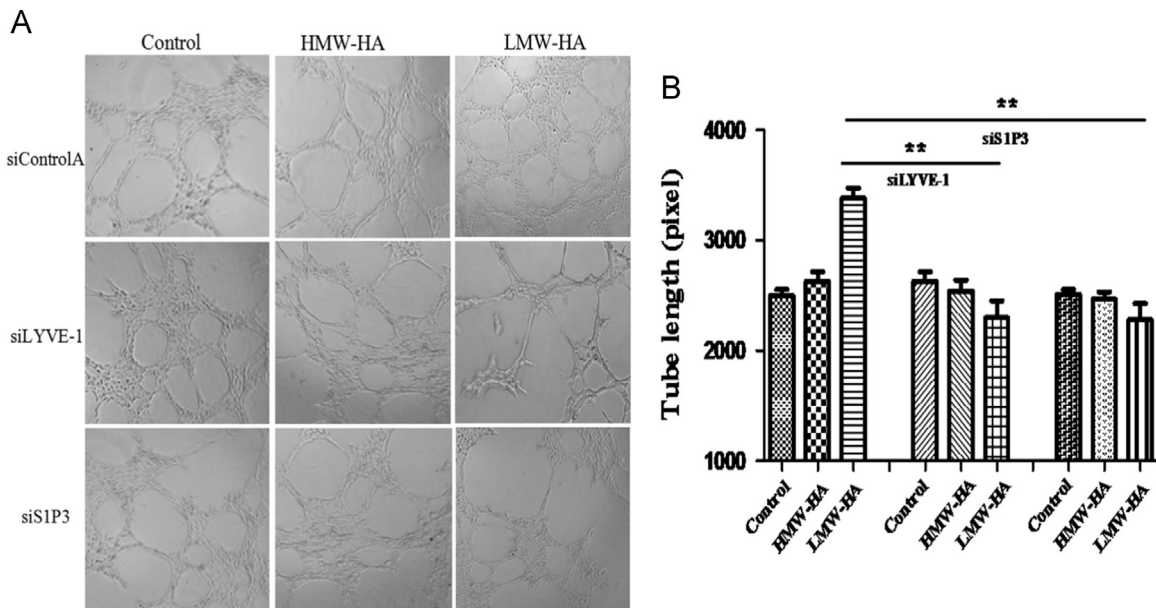 A
Control HMW-HA LMW-HA
siControlA
siLYVE-1
siS1P3
B
**
siS1P3
**
siLYVE-1
Tube length (pixel)
4000
3000
2000
1000
Control HMW-HA LMW-HA Control HMW-HA LMW-HA Control HMW-HA LMW-HA